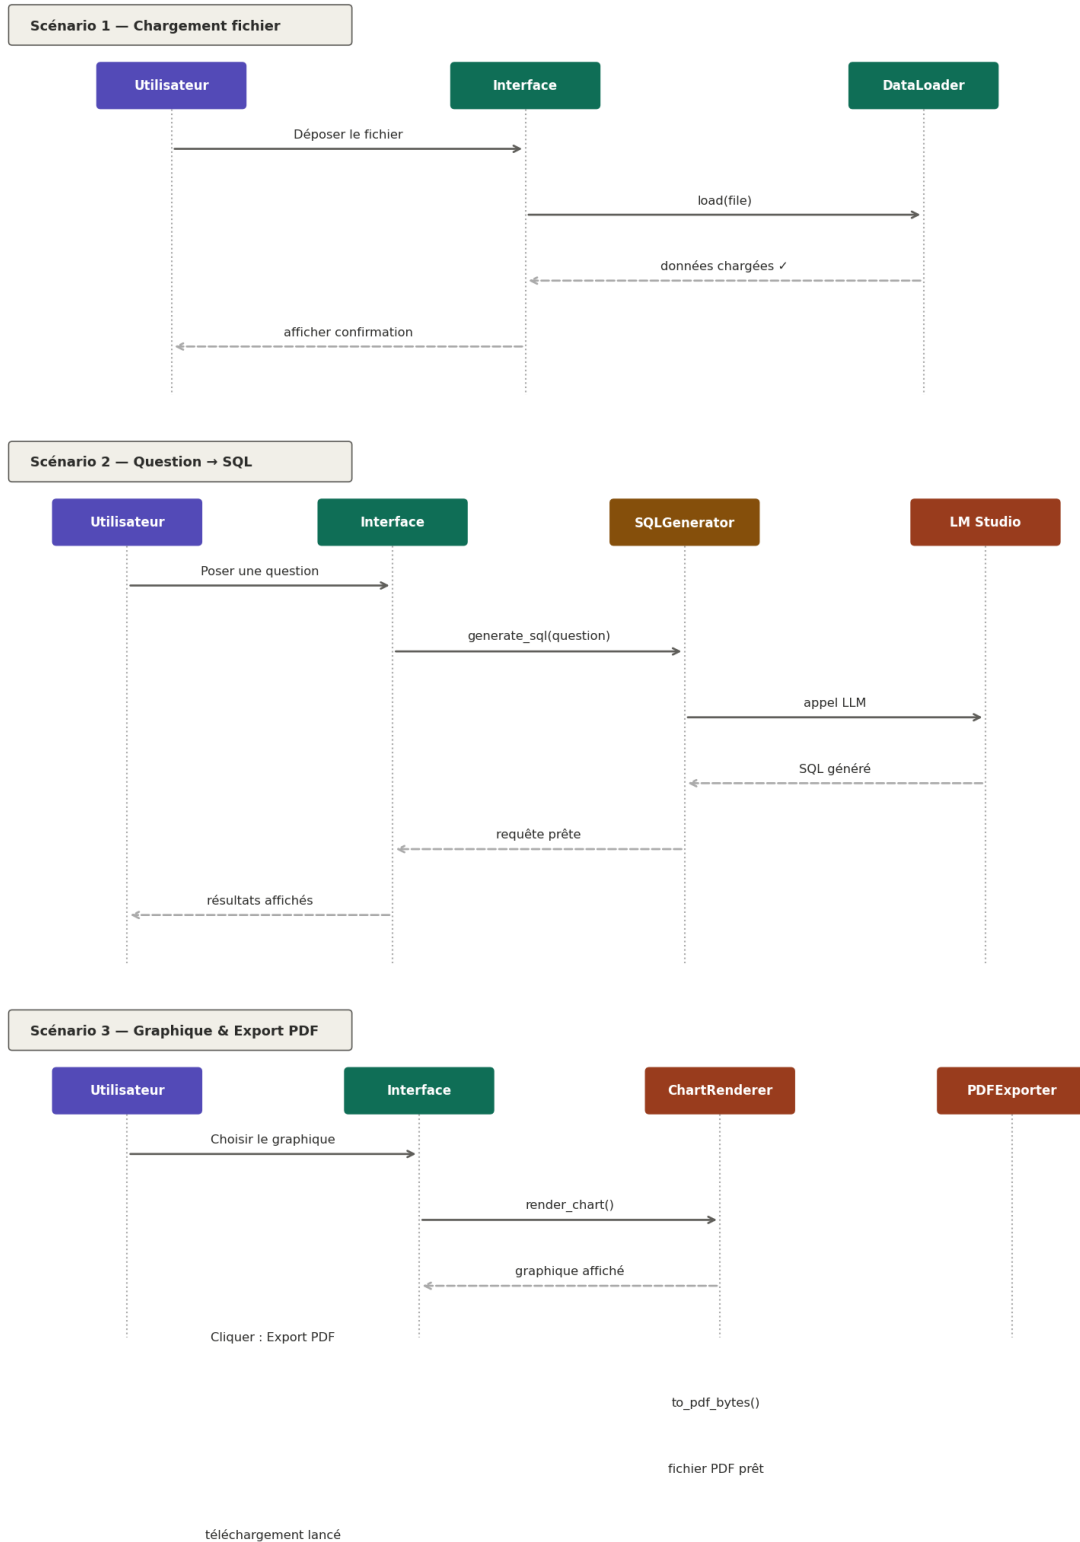 Scénario 1 — Chargement fichier
Utilisateur
Interface
DataLoader
Déposer le fichier
load(file)
données chargées ✓
afficher confirmation
Scénario 2 — Question → SQL
Utilisateur
Interface
SQLGenerator
LM Studio
Poser une question
generate_sql(question)
appel LLM
SQL généré
requête prête
résultats affichés
Scénario 3 — Graphique & Export PDF
Utilisateur
Interface
ChartRenderer
PDFExporter
Choisir le graphique
render_chart()
graphique affiché
Cliquer : Export PDF
to_pdf_bytes()
fichier PDF prêt
téléchargement lancé